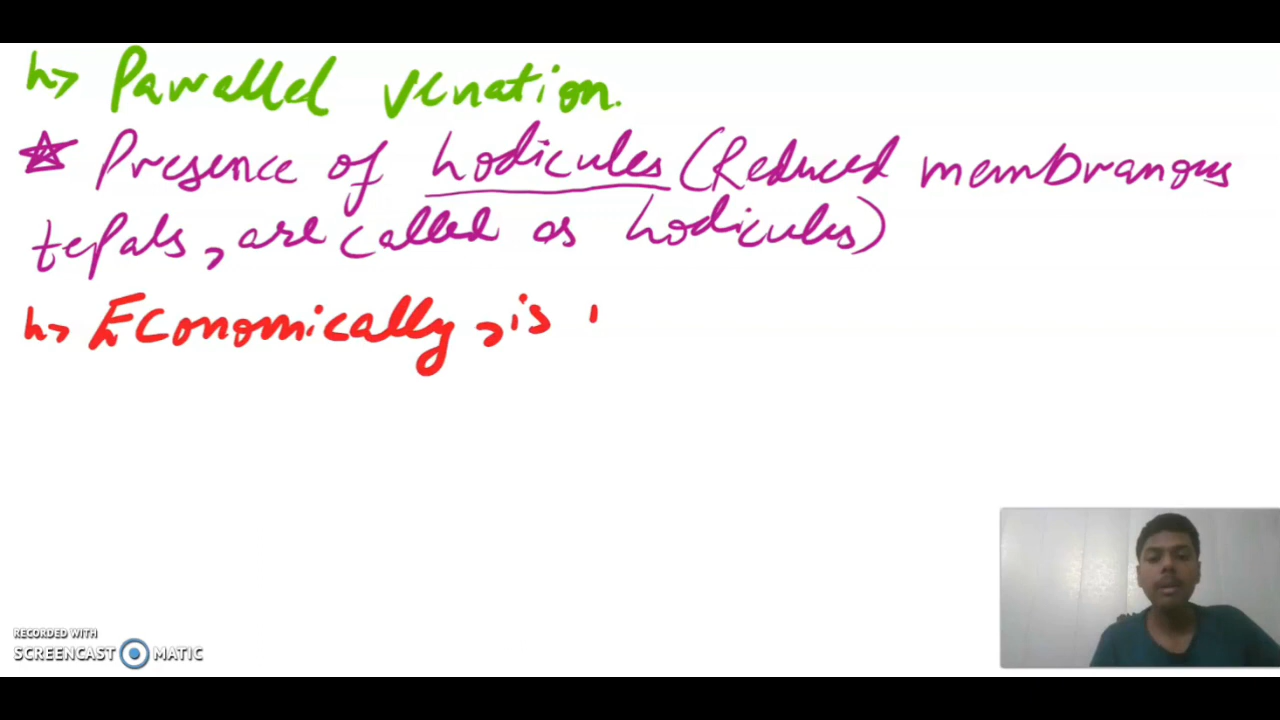 ↳ Parallel venation.
☆ Presence of lodicules (Reduced membranous
tepals, are called as lodicules)
↳ Economically, is
RECORDED WITH
SCREENCAST MATIC